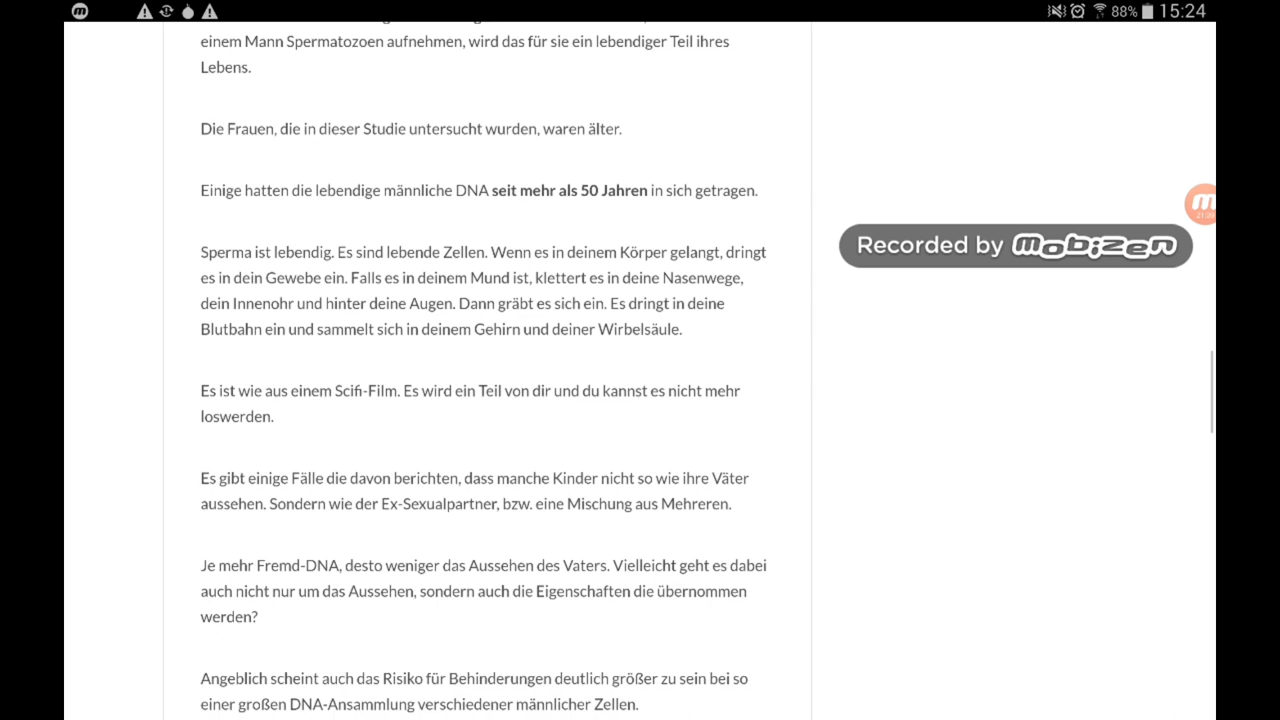 88% 15:24
einem Mann Spermatozoen aufnehmen, wird das für sie ein lebendiger Teil ihres
Lebens.
Die Frauen, die in dieser Studie untersucht wurden, waren älter.
Einige hatten die lebendige männliche DNA seit mehr als 50 Jahren in sich getragen.
Recorded by mobizen
Sperma ist lebendig. Es sind lebende Zellen. Wenn es in deinem Körper gelangt, dringt
es in dein Gewebe ein. Falls es in deinem Mund ist, klettert es in deine Nasenwege,
dein Innenohr und hinter deine Augen. Dann gräbt es sich ein. Es dringt in deine
Blutbahn ein und sammelt sich in deinem Gehirn und deiner Wirbelsäule.
Es ist wie aus einem Scifi-Film. Es wird ein Teil von dir und du kannst es nicht mehr
loswerden.
Es gibt einige Fälle die davon berichten, dass manche Kinder nicht so wie ihre Väter
aussehen. Sondern wie der Ex-Sexualpartner, bzw. eine Mischung aus Mehreren.
Je mehr Fremd-DNA, desto weniger das Aussehen des Vaters. Vielleicht geht es dabei
auch nicht nur um das Aussehen, sondern auch die Eigenschaften die übernommen
werden?
Angeblich scheint auch das Risiko für Behinderungen deutlich größer zu sein bei so
einer großen DNA-Ansammlung verschiedener männlicher Zellen.